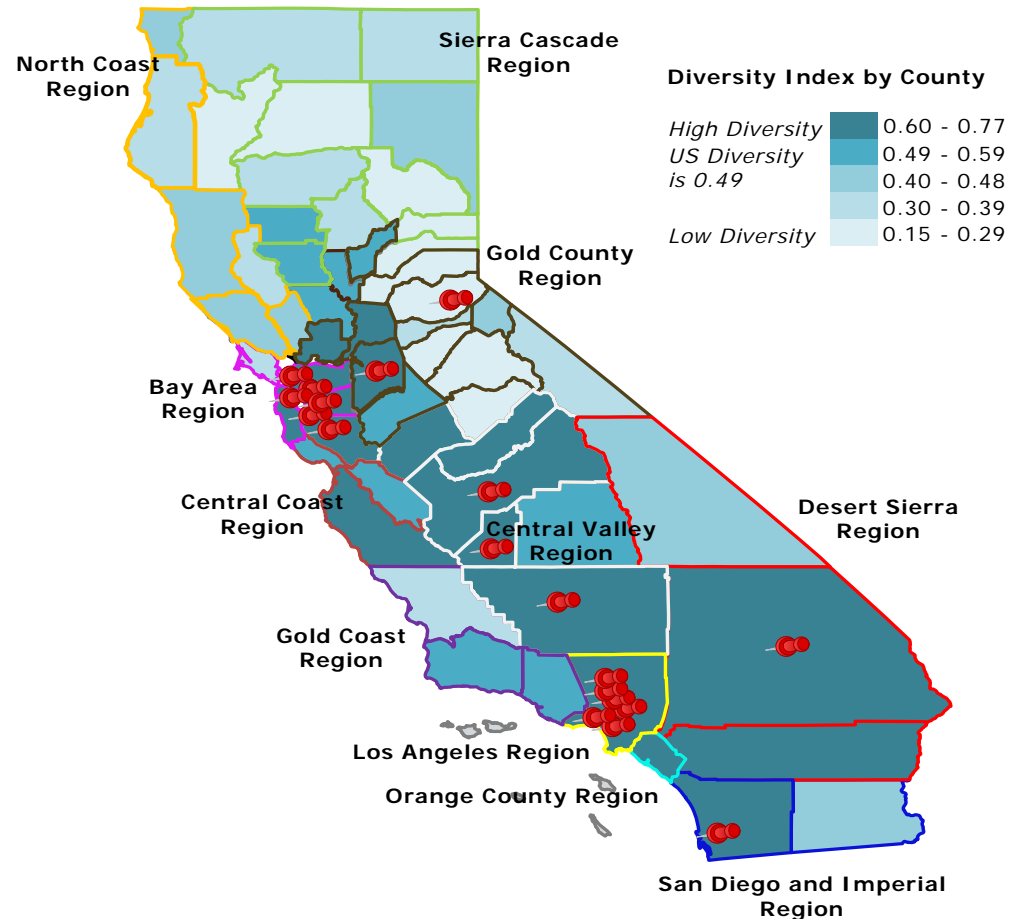 North Coast
Region
Sierra Cascade
Region
Diversity Index by County
High Diversity
0.60 - 0.77
US Diversity
is 0.49
0.49 - 0.59
0.40 - 0.48
0.30 - 0.39
Low Diversity
0.15 - 0.29
Gold County
Region
Bay Area
Region
Central Coast
Region
Central Valley
Region
Desert Sierra
Region
Gold Coast
Region
Los Angeles Region
Orange County Region
San Diego and Imperial
Region